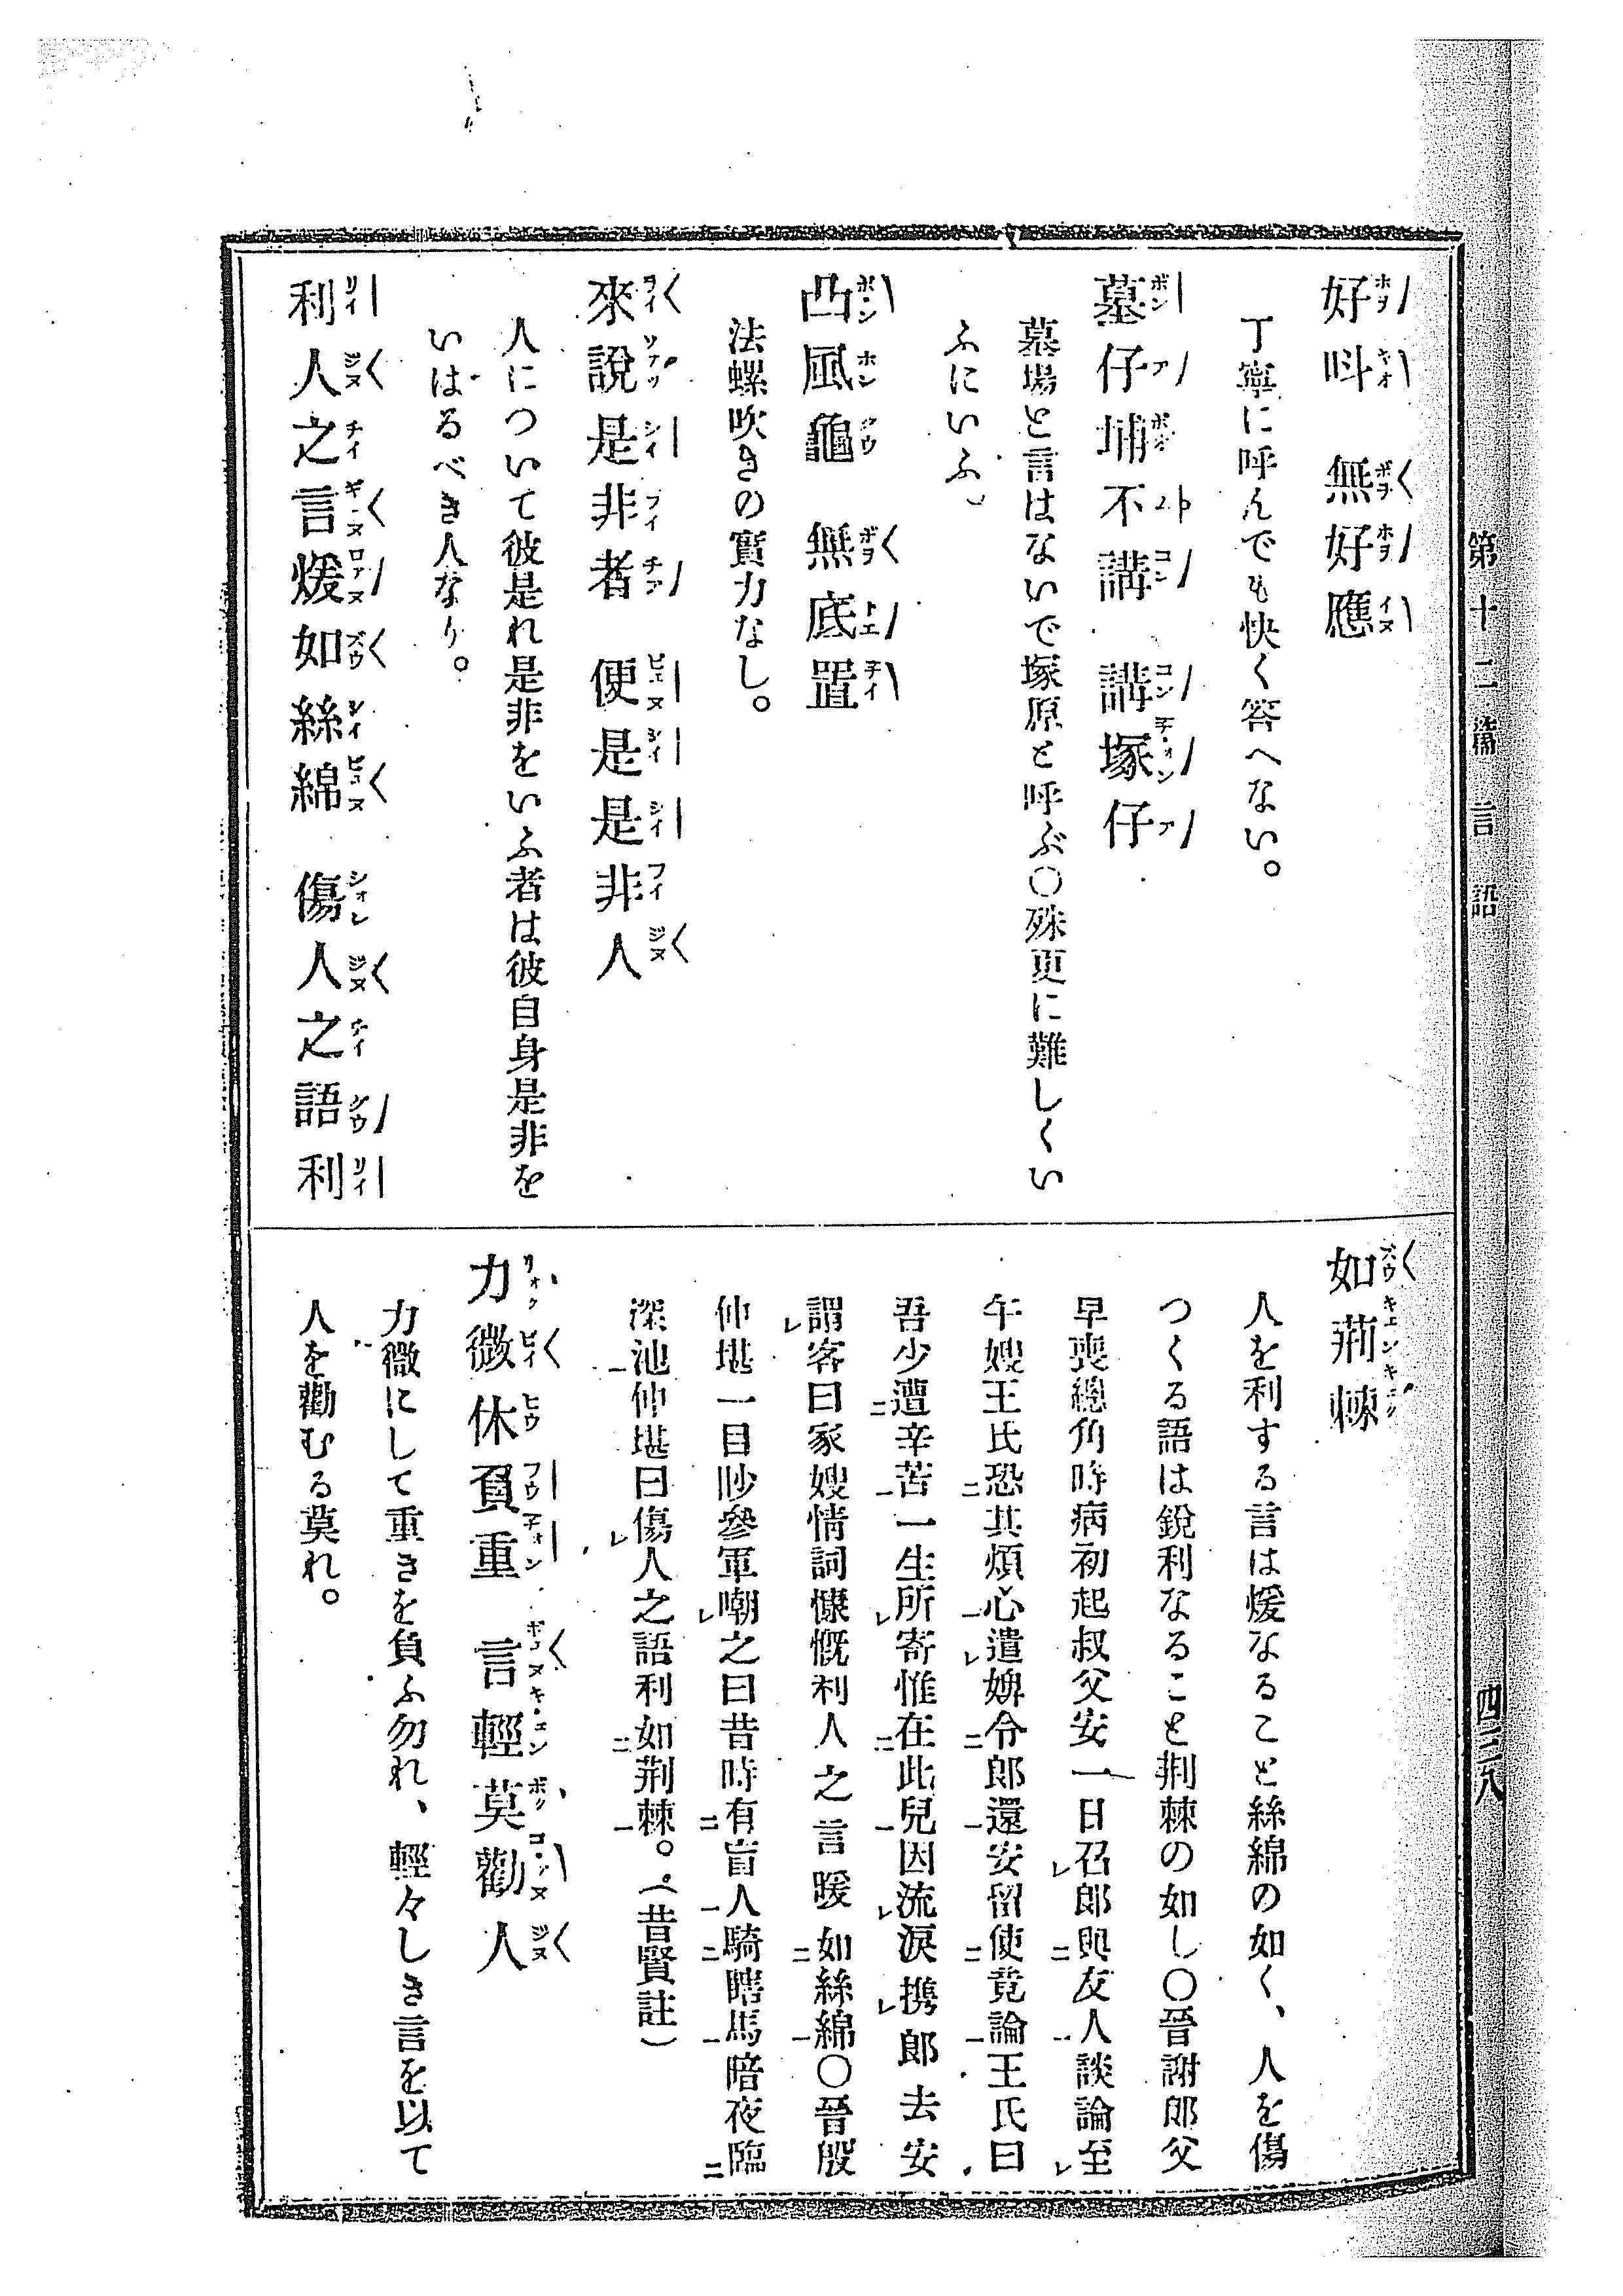 第十二篇 言語
四三八
好呌 無好應
丁寧に呼んでも快く答へない。
墓仔埔不講 講塚仔
墓場と言はないで塚原と呼ぶ〇殊更に難しくい
ふにいふ。
凸風龜 無底置
法螺吹きの實力なし。
來說是非者 便是是非人
人について彼是れ是非をいふ者は彼自身是非を
いはるべき人なり。
利人之言煖如絲綿 傷人之語利
如荊棘
人を利する言は煖なること絲綿の如く、人を傷
つくる語は銳利なること荆棘の如し〇晉謝郎父
早喪總角時病初起叔父安一日召郎與友人談論至
午嫂王氏恐其煩心遣婢令郎還安留使竟論王氏曰
吾少遭辛苦一生所寄惟在此兒因流淚携郎去安
謂客曰家嫂情詞慷慨利人之言暖如絲綿〇晉殷
仲堪一目眇參軍嘲之曰昔時有盲人騎瞎馬暗夜臨
深池仲堪曰傷人之語利如荆棘。(昔賢註)
力微休負重 言輕莫勸人
力微にして重きを負ふ勿れ、輕々しき言を以て
人を勸むる莫れ。